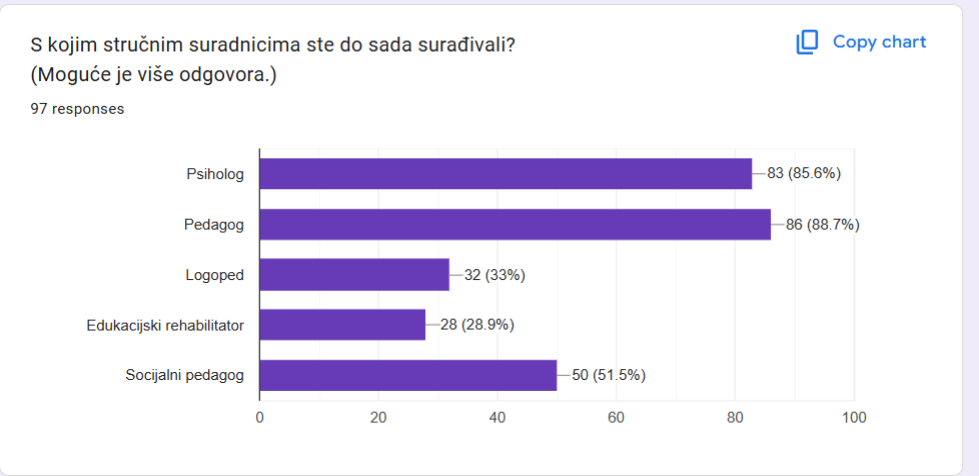 S kojim stručnim suradnicima ste do sada surađivali?
(Moguće je više odgovora.)
Copy chart
97 responses
Psiholog
83 (85.6%)
Pedagog
86 (88.7%)
Logoped
32 (33%)
Edukacijski rehabilitator
28 (28.9%)
Socijalni pedagog
50 (51.5%)
0 20 40 60 80 100